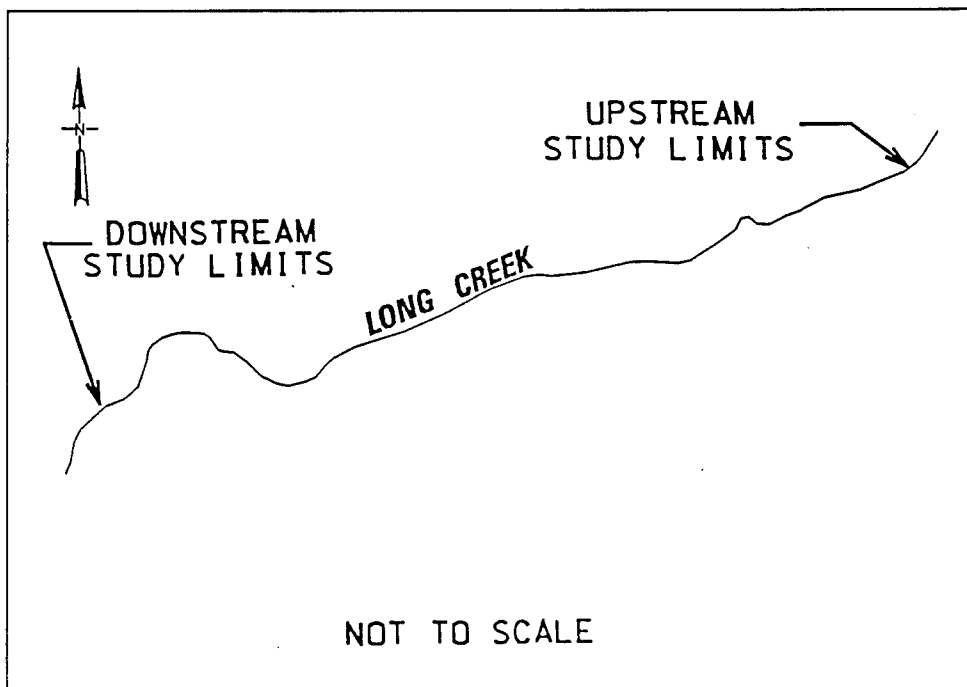 N
UPSTREAM
STUDY LIMITS
DOWNSTREAM
STUDY LIMITS
LONG CREEK
NOT TO SCALE